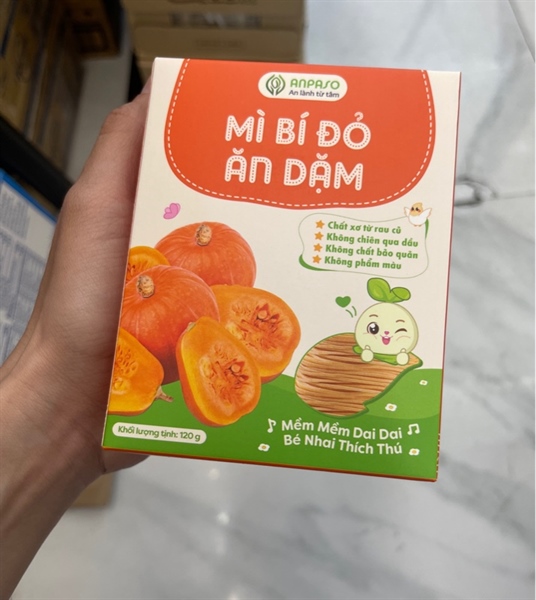 ANPASO
An lành từ tâm
MÌ BÍ ĐỎ
ĂN DẶM
Chất xơ từ rau củ
Không chiên qua dầu
Không chất bảo quản
Không phẩm màu
Mềm Mềm Dai Dai
Bé Nhai Thích Thú
Khối lượng tịnh: 120 g